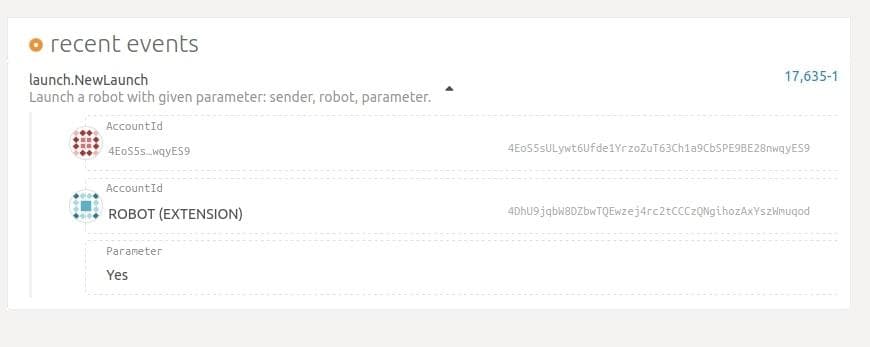 recent events
launch.NewLaunch
17,635-1
Launch a robot with given parameter: sender, robot, parameter.
AccountId
4EoS5s…wqyES9
4EoS5sULywt6Ufde1YrzoZuT63Ch1a9CbSPE9BE28nwqyES9
AccountId
ROBOT (EXTENSION)
4DhU9jqbW8DZbwTQEwzej4rc2tCCCzQNgihozAxYszWmuqod
Parameter
Yes